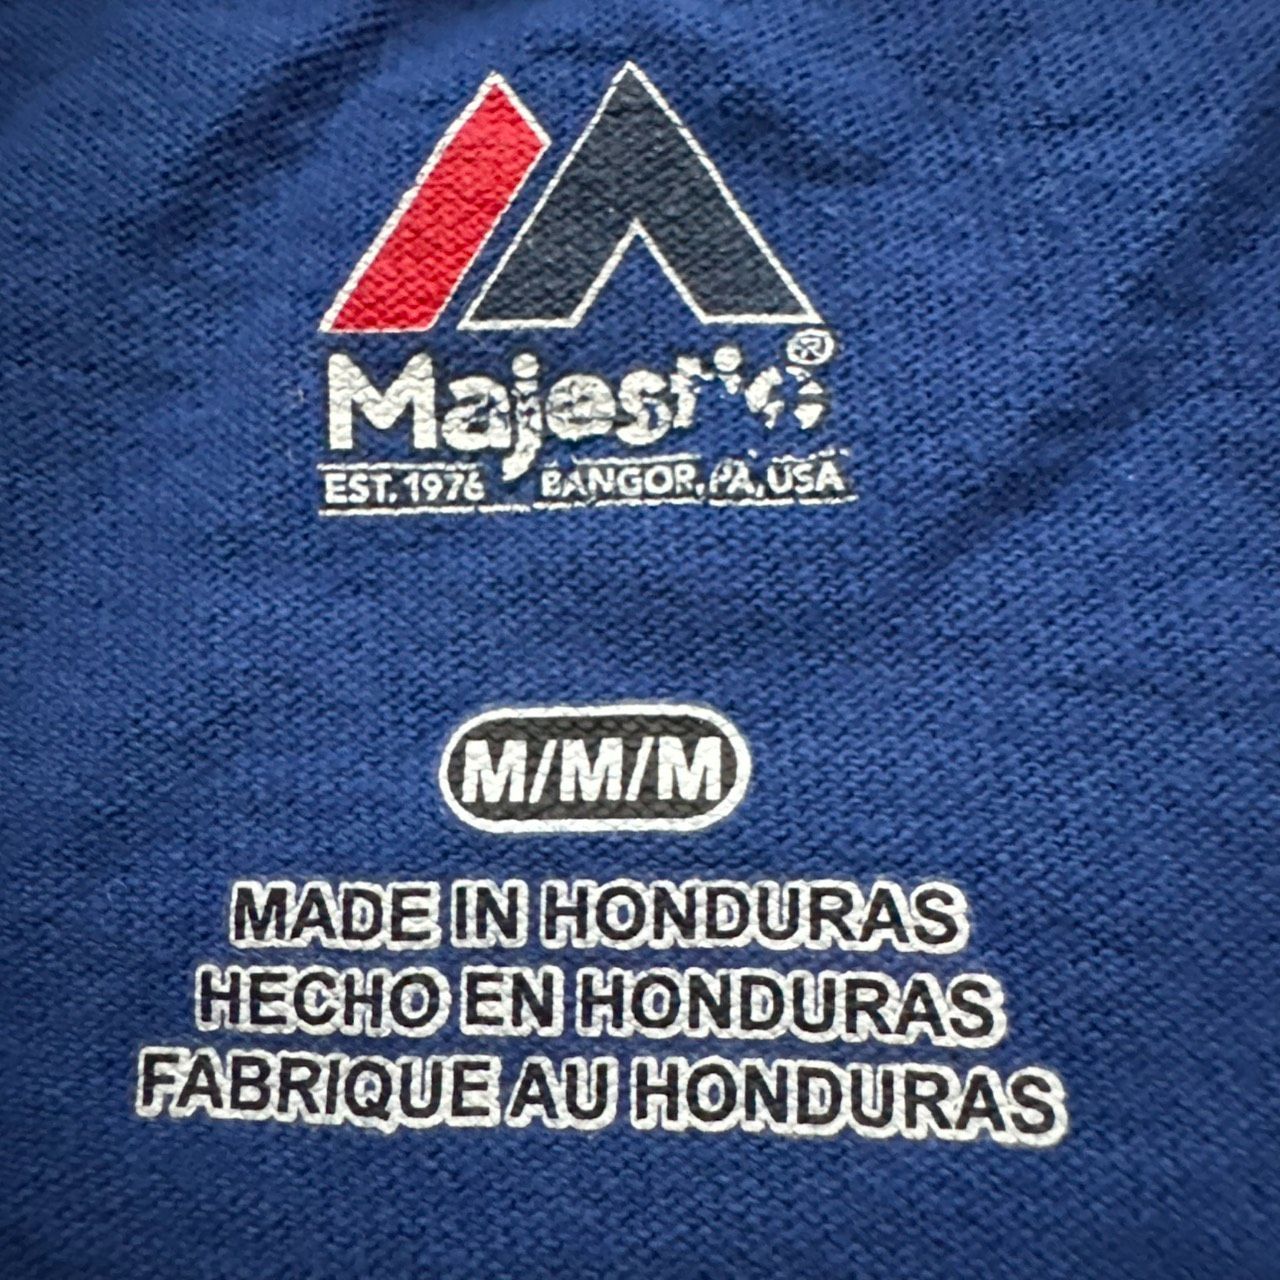 Majestic®
EST. 1976 BANGOR, PA, USA
M/M/M
MADE IN HONDURAS
HECHO EN HONDURAS
FABRIQUE AU HONDURAS